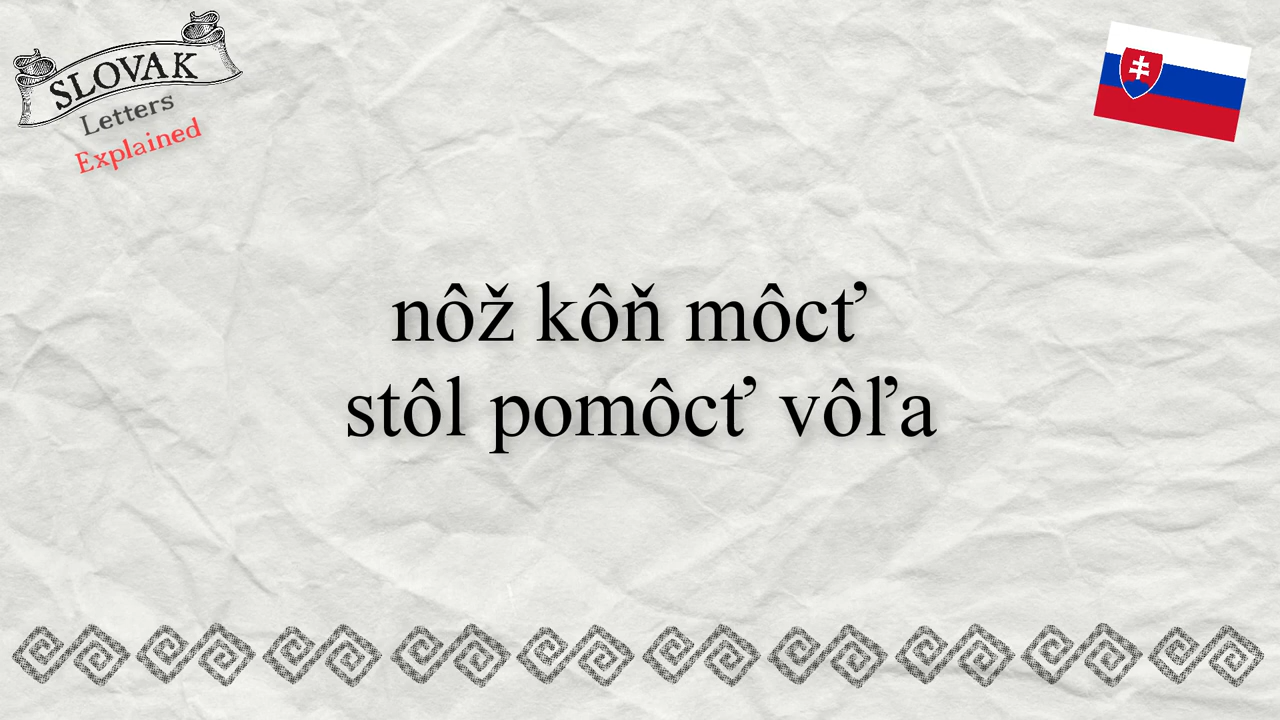 SLOVAK
Letters
Explained
nôž kôň môcť
stôl pomôcť vôľa